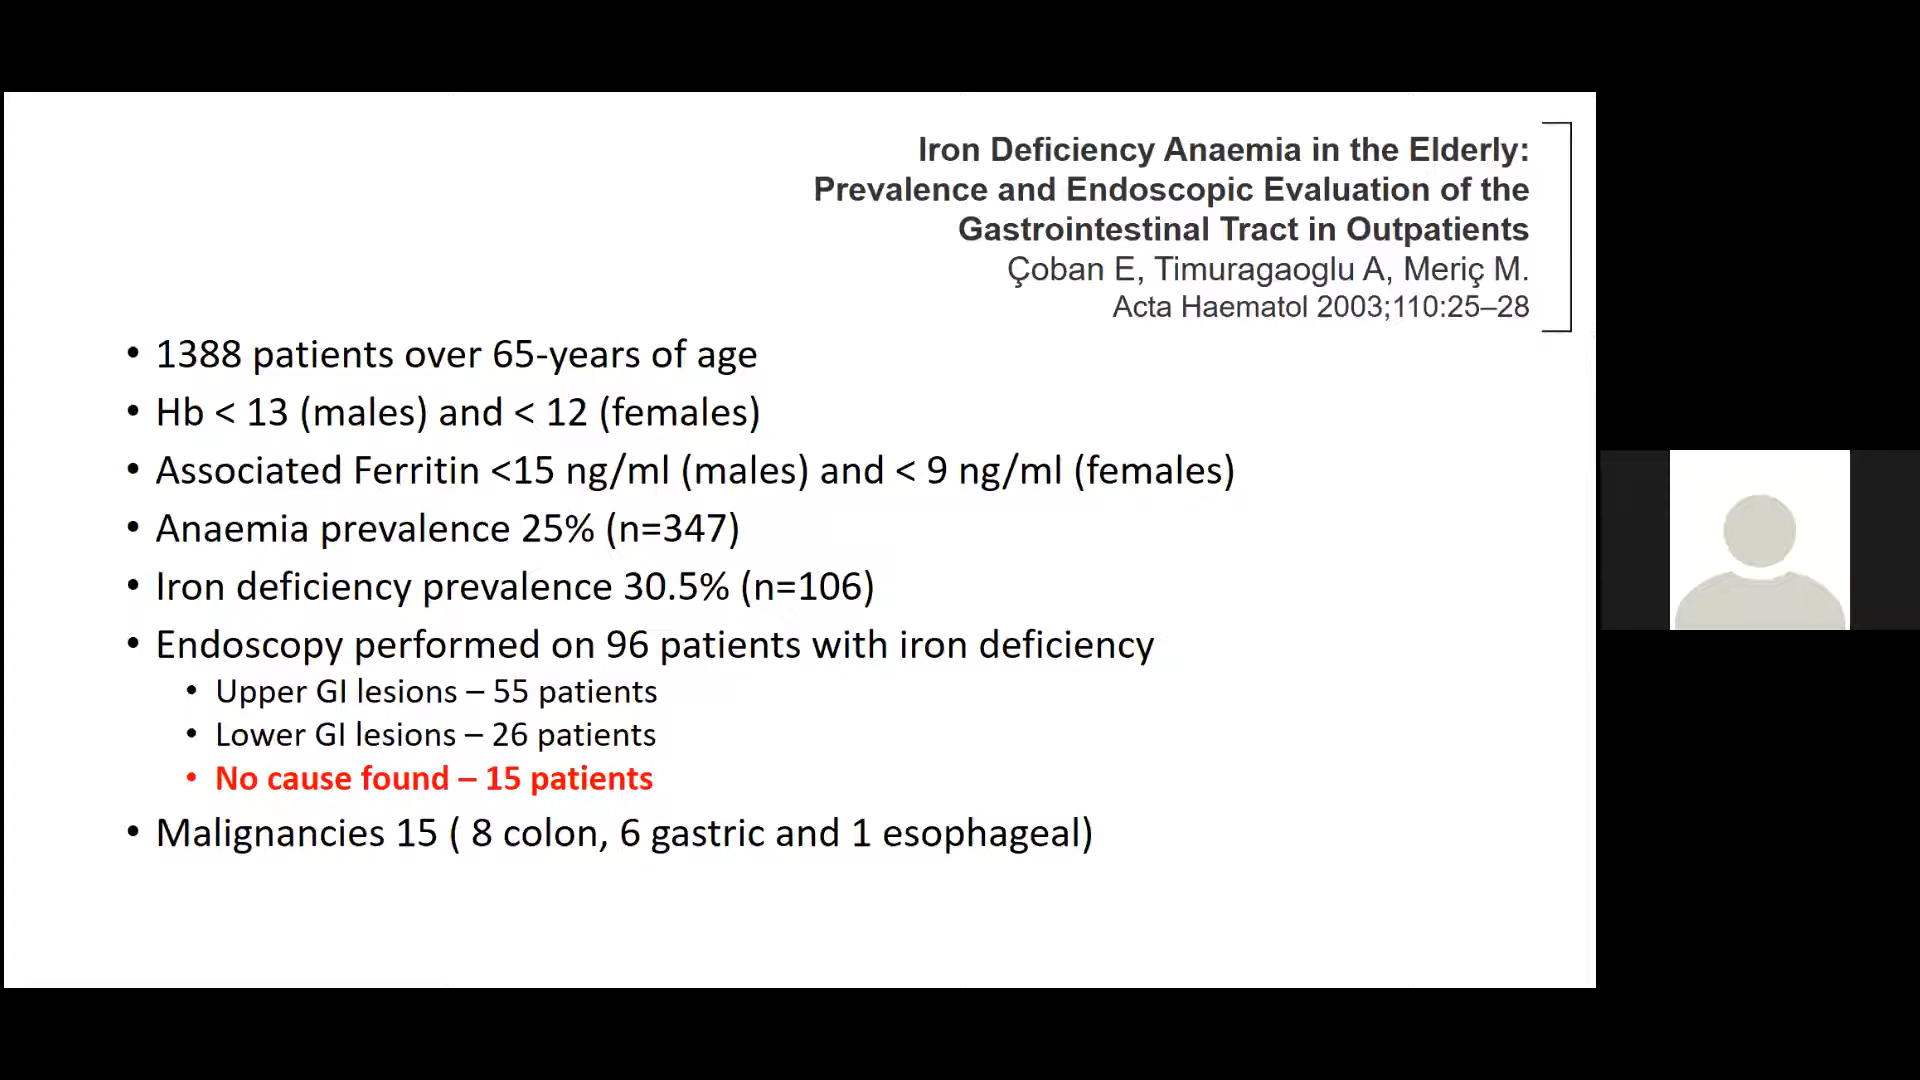 Iron Deficiency Anaemia in the Elderly:
Prevalence and Endoscopic Evaluation of the
Gastrointestinal Tract in Outpatients
Çoban E, Timuragaoglu A, Meriç M.
Acta Haematol 2003;110:25–28
• 1388 patients over 65-years of age
• Hb < 13 (males) and < 12 (females)
• Associated Ferritin <15 ng/ml (males) and < 9 ng/ml (females)
• Anaemia prevalence 25% (n=347)
• Iron deficiency prevalence 30.5% (n=106)
• Endoscopy performed on 96 patients with iron deficiency
• Upper GI lesions – 55 patients
• Lower GI lesions – 26 patients
• No cause found – 15 patients
• Malignancies 15 ( 8 colon, 6 gastric and 1 esophageal)